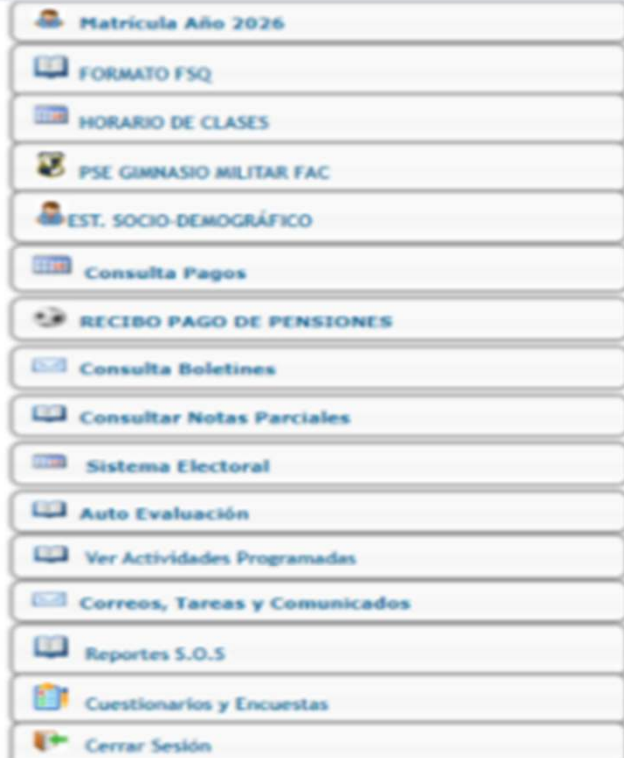 Matrícula Año 2026
FORMATO FSQ
HORARIO DE CLASES
PSE GIMNASIO MILITAR FAC
EST. SOCIO-DEMOGRÁFICO
Consulta Pagos
RECIBO PAGO DE PENSIONES
Consulta Boletines
Consultar Notas Parciales
Sistema Electoral
Auto Evaluación
Ver Actividades Programadas
Correos, Tareas y Comunicados
Reportes S.O.S
Cuestionarios y Encuestas
Cerrar Sesión